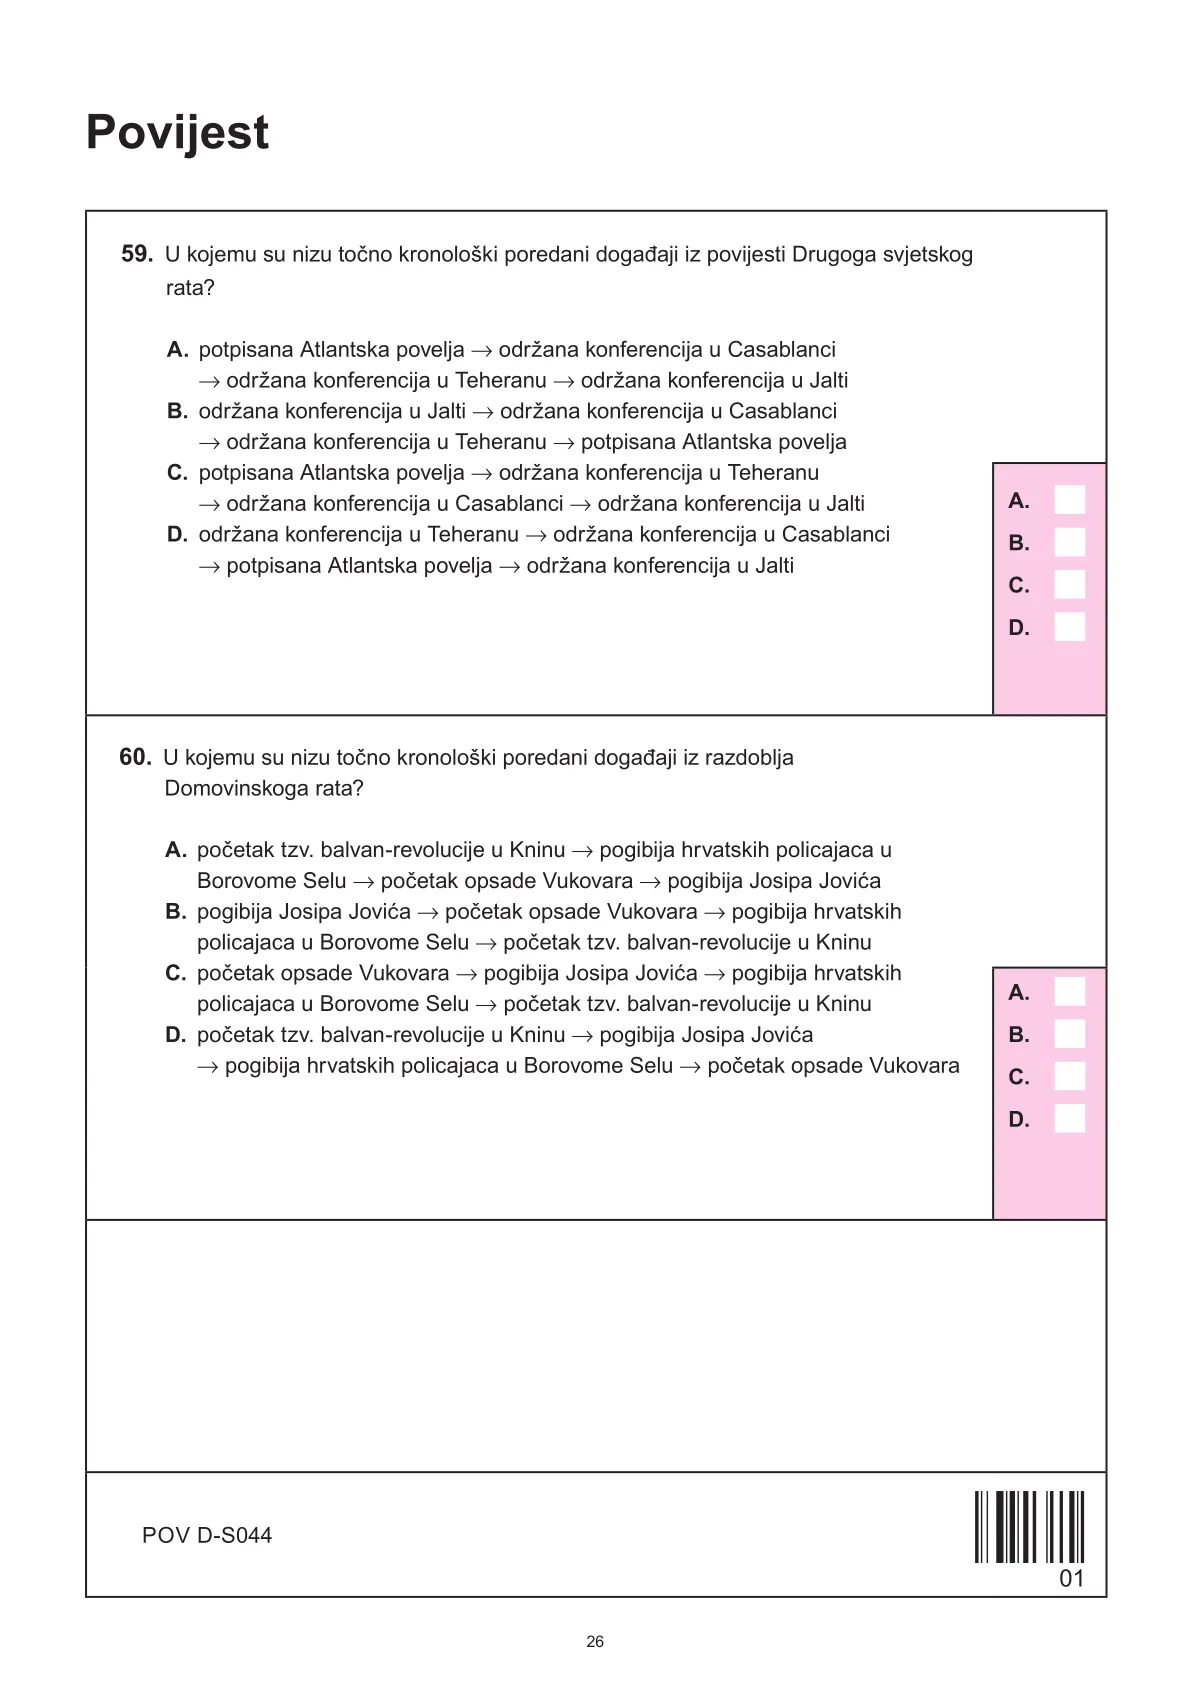 Povijest
59. U kojemu su nizu točno kronološki poredani događaji iz povijesti Drugoga svjetskog
rata?
A. potpisana Atlantska povelja → održana konferencija u Casablanci
→ održana konferencija u Teheranu → održana konferencija u Jalti
B. održana konferencija u Jalti → održana konferencija u Casablanci
→ održana konferencija u Teheranu → potpisana Atlantska povelja
C. potpisana Atlantska povelja → održana konferencija u Teheranu
→ održana konferencija u Casablanci → održana konferencija u Jalti
D. održana konferencija u Teheranu → održana konferencija u Casablanci
→ potpisana Atlantska povelja → održana konferencija u Jalti
A.
B.
C.
D.
60. U kojemu su nizu točno kronološki poredani događaji iz razdoblja
Domovinskoga rata?
A. početak tzv. balvan-revolucije u Kninu → pogibija hrvatskih policajaca u
Borovome Selu → početak opsade Vukovara → pogibija Josipa Jovića
B. pogibija Josipa Jovića → početak opsade Vukovara → pogibija hrvatskih
policajaca u Borovome Selu → početak tzv. balvan-revolucije u Kninu
C. početak opsade Vukovara → pogibija Josipa Jovića → pogibija hrvatskih
policajaca u Borovome Selu → početak tzv. balvan-revolucije u Kninu
D. početak tzv. balvan-revolucije u Kninu → pogibija Josipa Jovića
→ pogibija hrvatskih policajaca u Borovome Selu → početak opsade Vukovara
A.
B.
C.
D.
POV D-S044
01
26